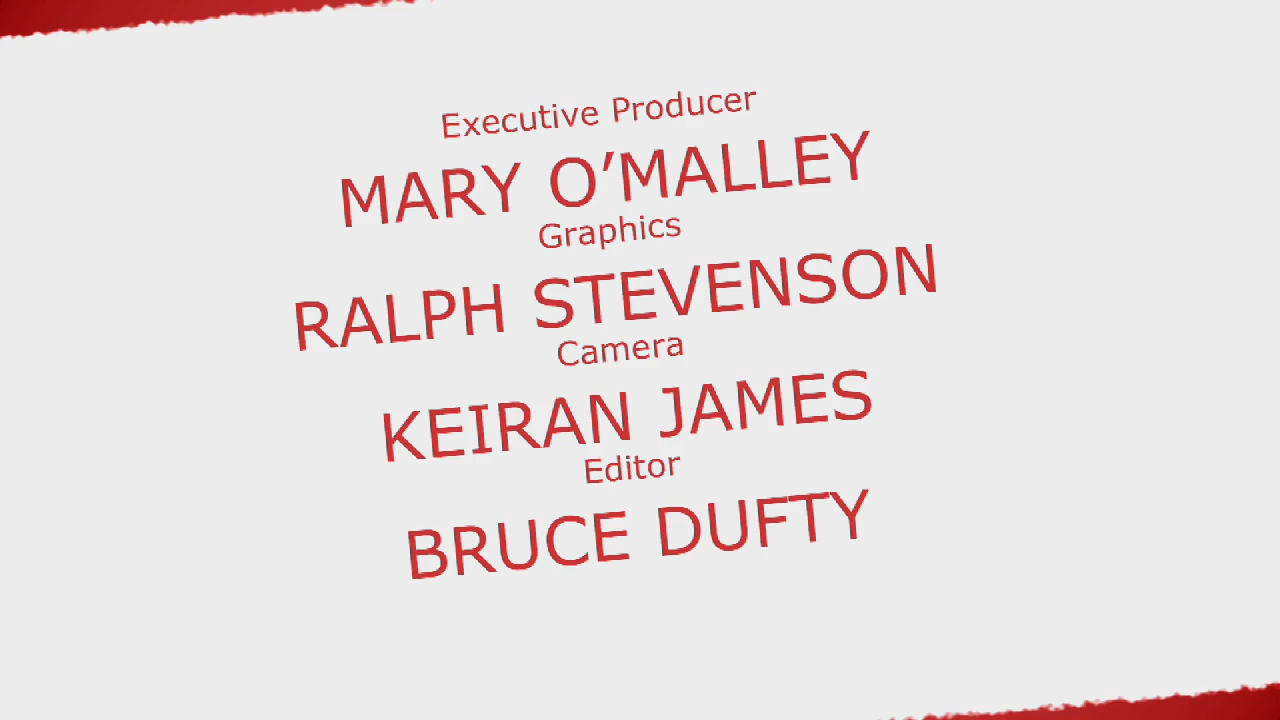 Executive Producer
MARY O’MALLEY
Graphics
RALPH STEVENSON
Camera
KEIRAN JAMES
Editor
BRUCE DUFTY